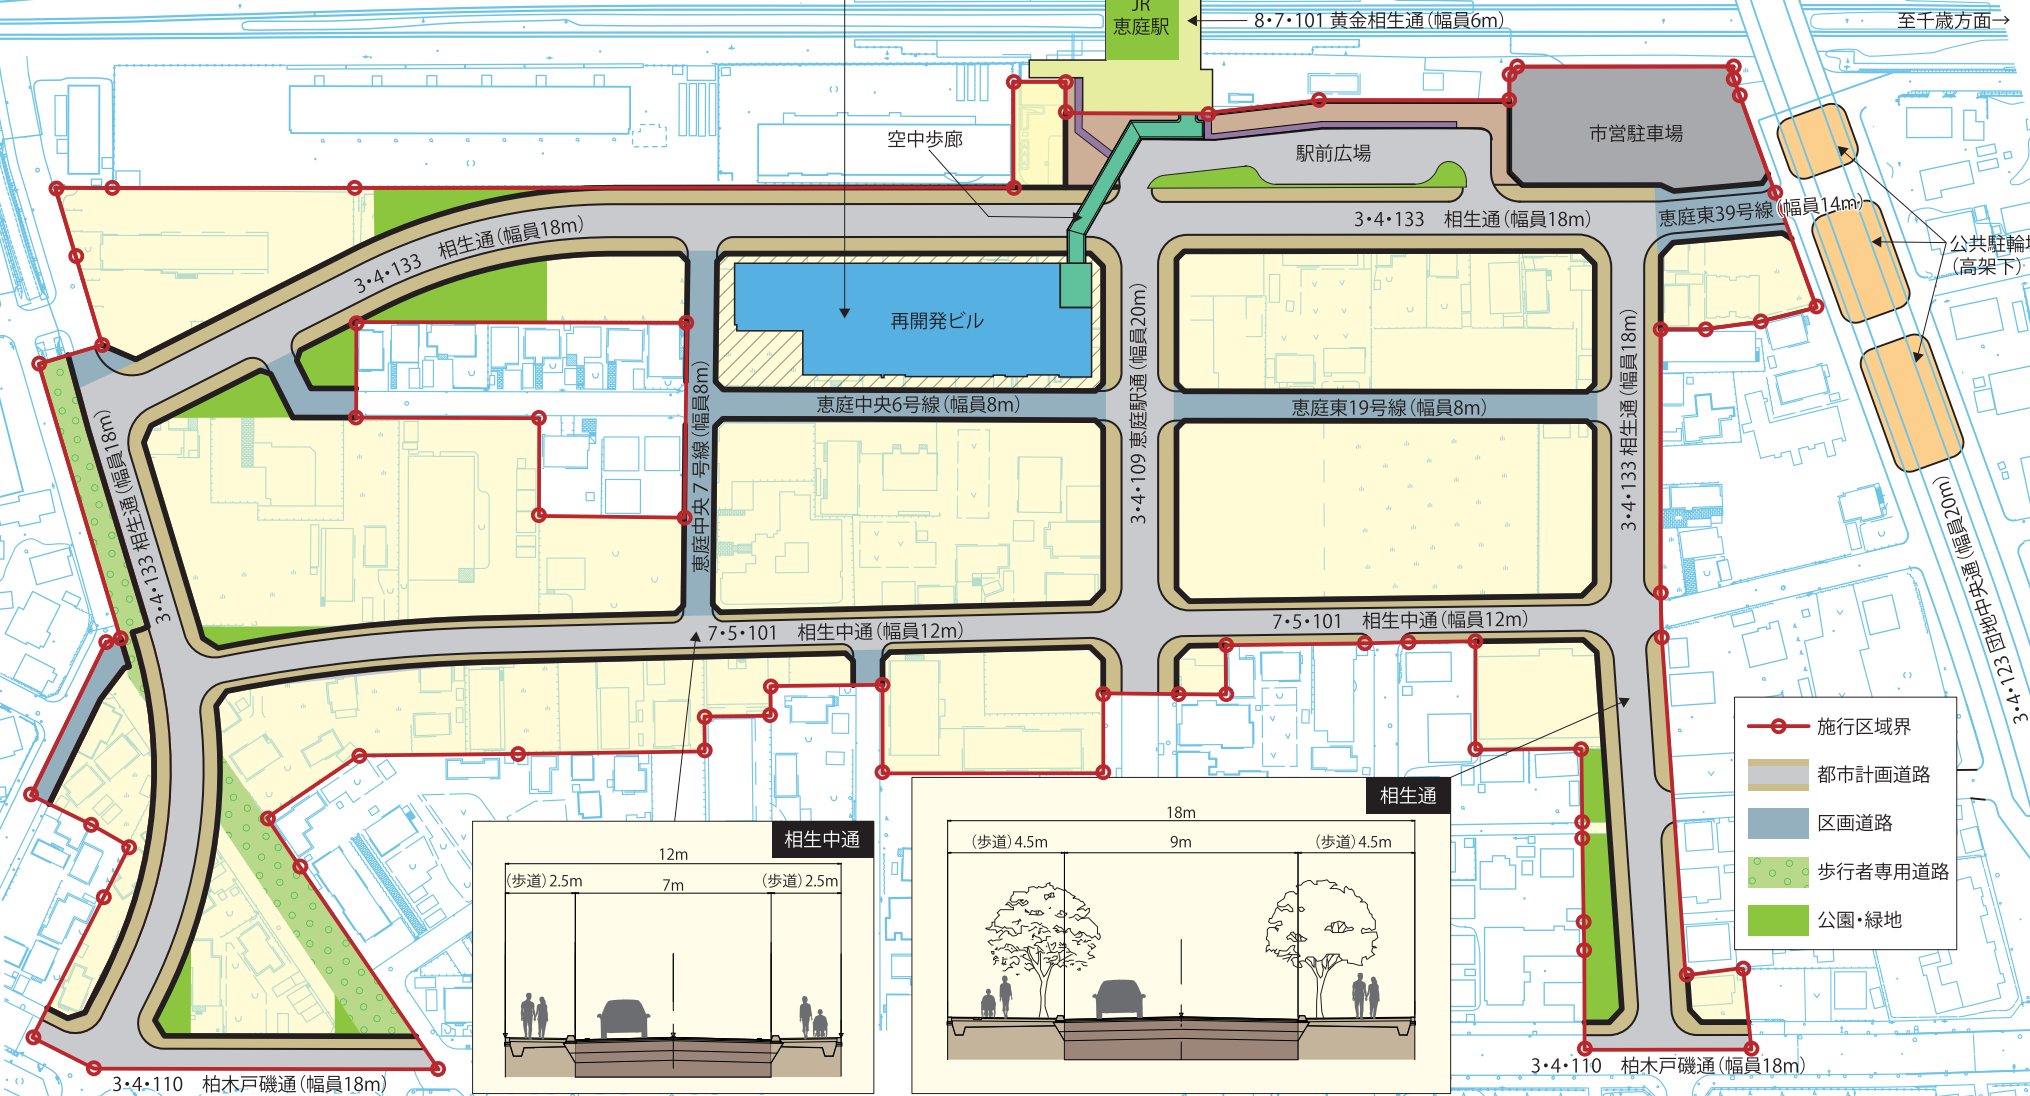 JR
恵庭駅
8・7・101 黄金相生通(幅員6m)
至千歳方面→
空中歩廊
駅前広場
市営駐車場
3・4・133 相生通(幅員18m)
3・4・133 相生通(幅員18m)
恵庭東39号線(幅員14m)
公共駐輪場
(高架下)
再開発ビル
恵庭中央6号線(幅員8m)
恵庭東19号線(幅員8m)
恵庭中央7号線(幅員8m)
3・4・109 恵庭駅通(幅員20m)
3・4・133 相生通(幅員18m)
3・4・133 相生通(幅員18m)
3・4・123 団地中央通(幅員20m)
7・5・101 相生中通(幅員12m)
7・5・101 相生中通(幅員12m)
相生中通
12m
(歩道)2.5m
7m
(歩道)2.5m
相生通
18m
(歩道)4.5m
9m
(歩道)4.5m
施行区域界
都市計画道路
区画道路
歩行者専用道路
公園・緑地
3・4・110 柏木戸磯通(幅員18m)
3・4・110 柏木戸磯通(幅員18m)